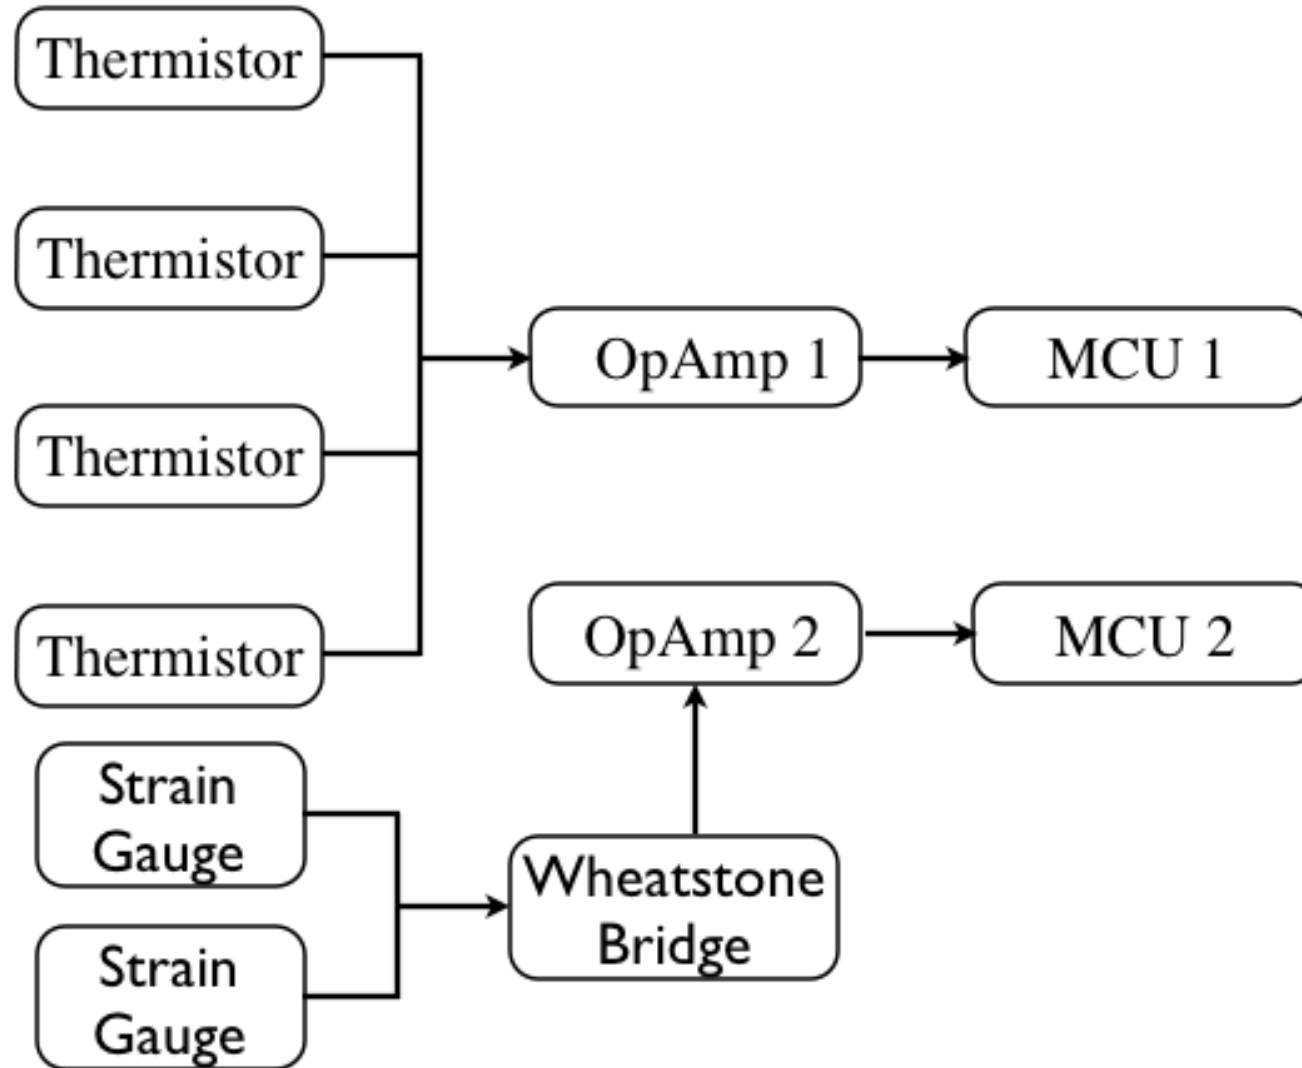 Thermistor
Thermistor
OpAmp 1
MCU 1
Thermistor
Thermistor
OpAmp 2
MCU 2
Strain
Gauge
Wheatstone
Bridge
Strain
Gauge